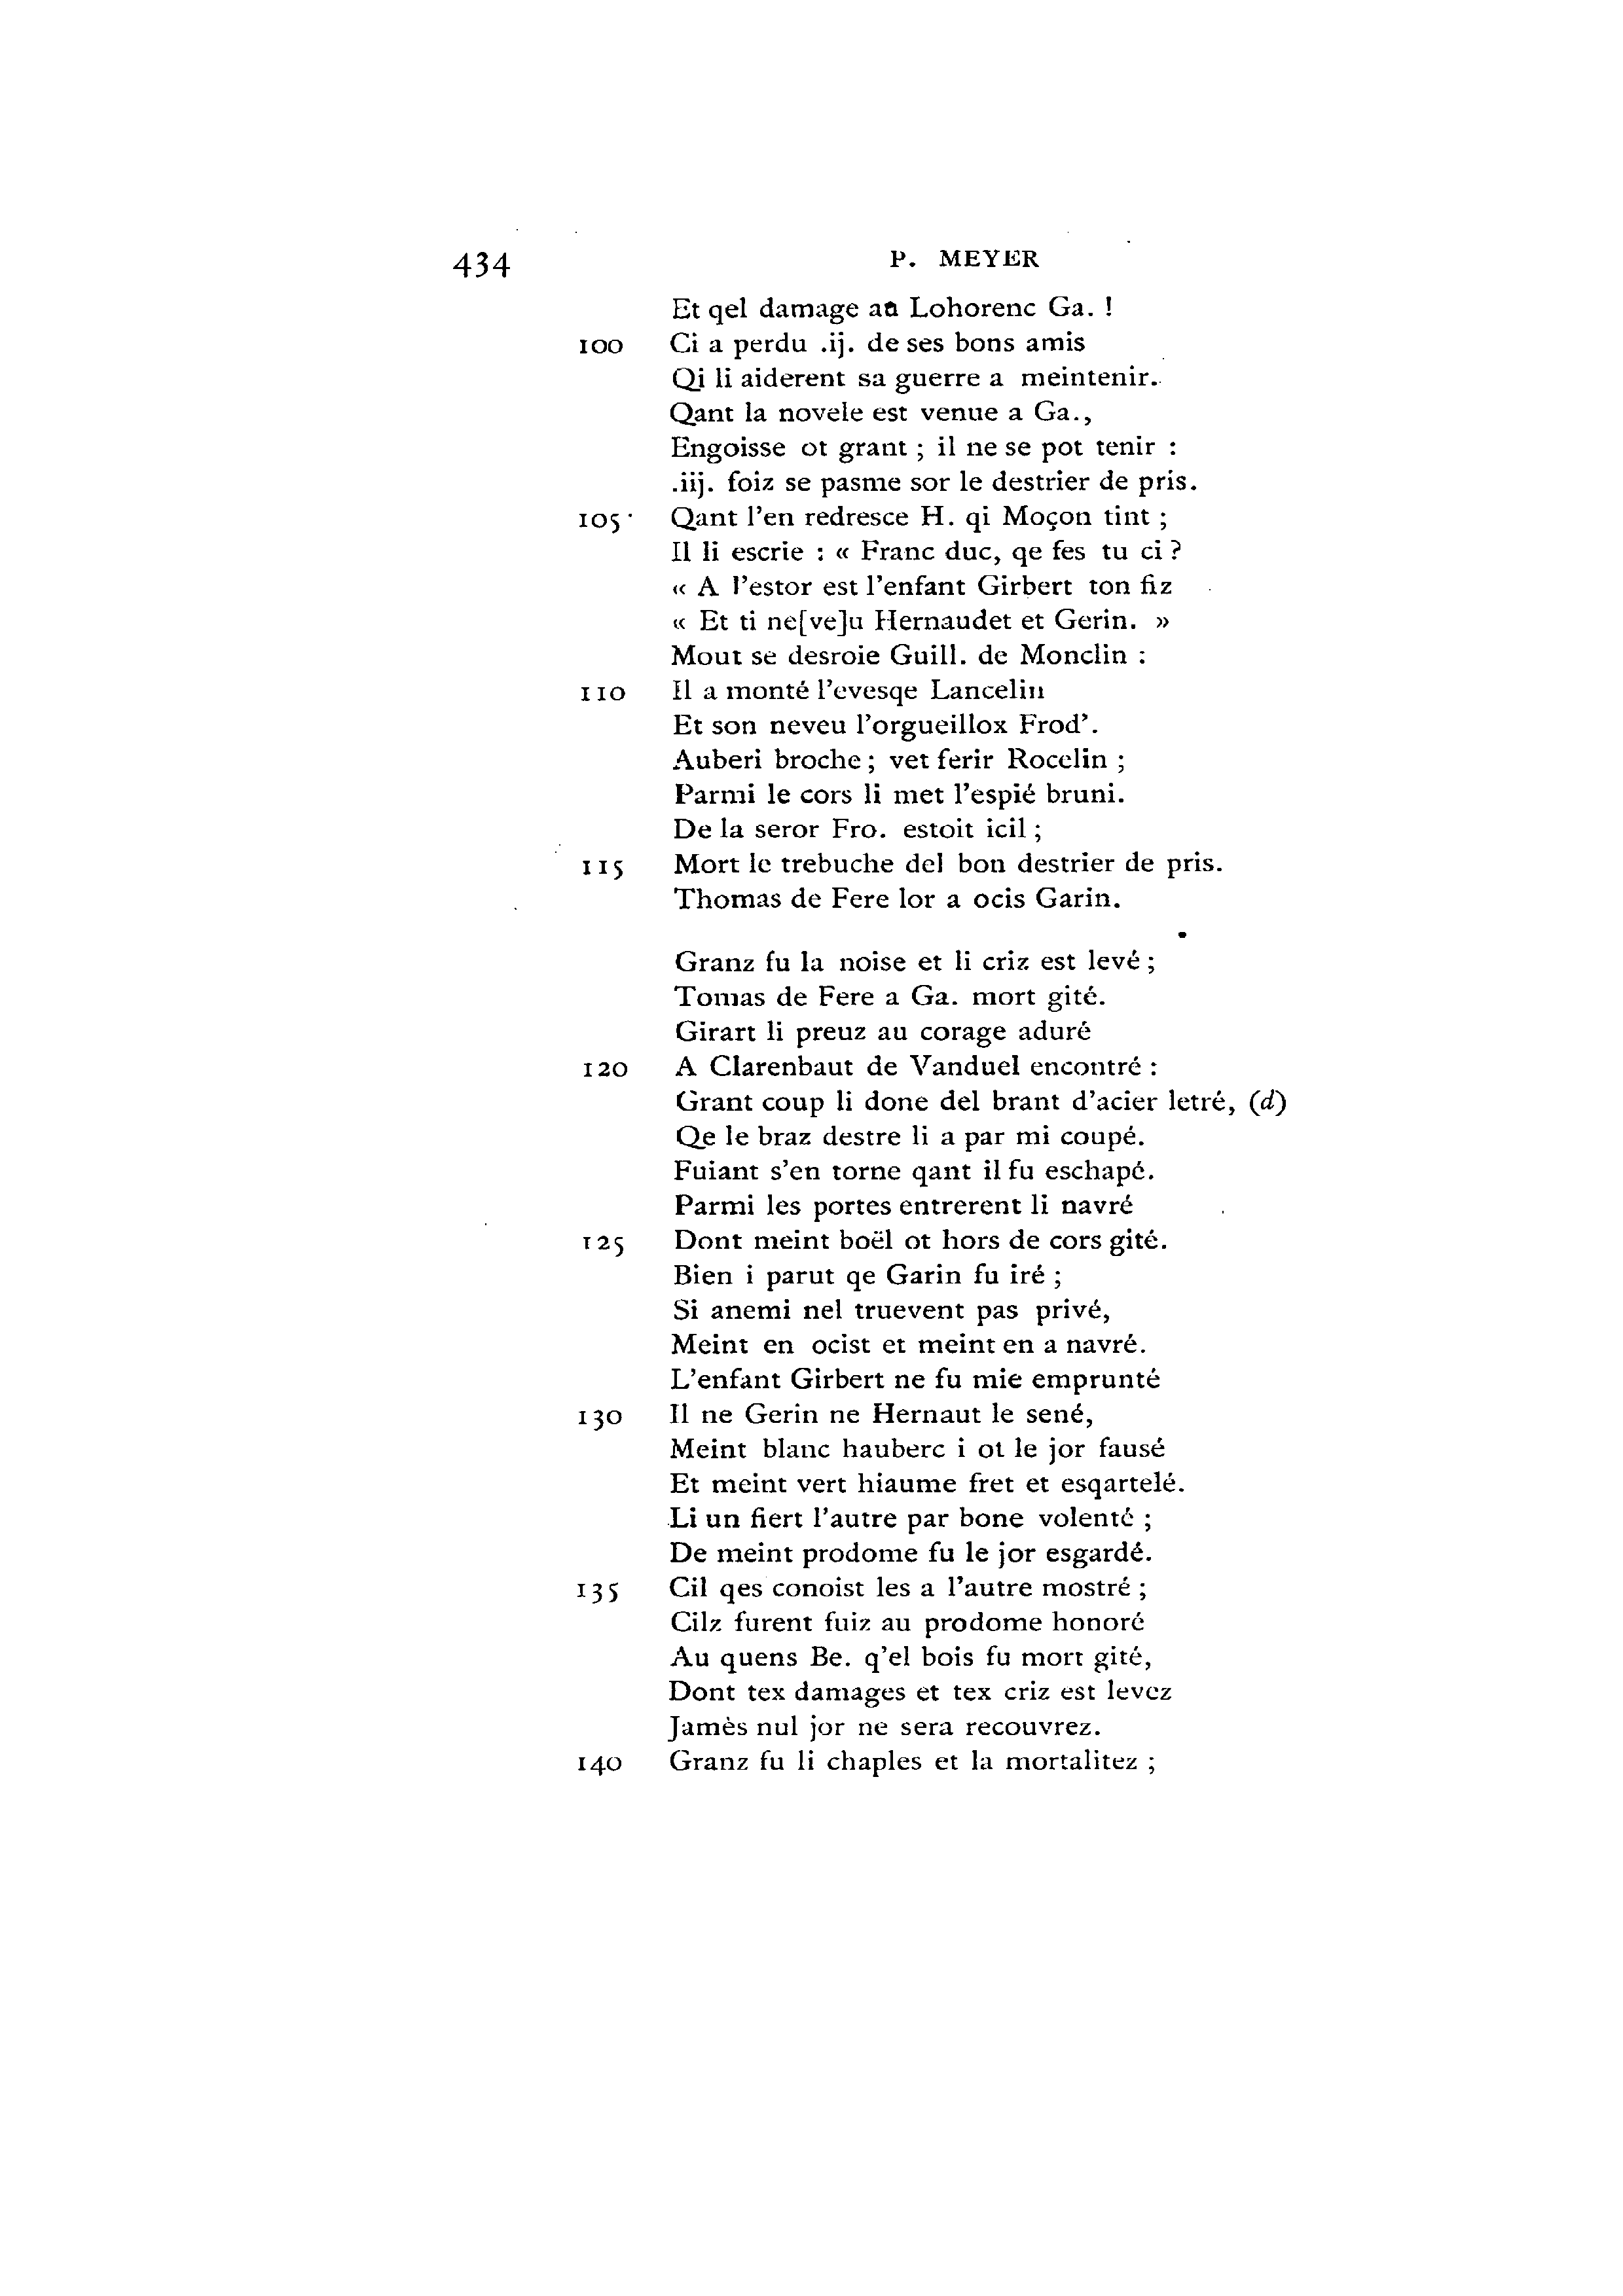 434 P. MEYER
Et qel damage au Lohorenc Ga. !
100 Ci a perdu .ij. de ses bons amis
Qi li aiderent sa guerre a meintenir.
Qant la novele est venue a Ga.,
Engoisse ot grant ; il ne se pot tenir :
.iij. foiz se pasme sor le destrier de pris.
105 Qant l'en redresce H. qi Moçon tint ;
Il li escrie : « Franc duc, qe fes tu ci ?
« A l'estor est l'enfant Girbert ton fiz
« Et ti ne[ve]u Hernaudet et Gerin. »
Mout se desroie Guill. de Monclin :
110 Il a monté l'evesqe Lancelin
Et son neveu l'orgueillox Frod'.
Auberi broche ; vet ferir Rocelin ;
Parmi le cors li met l'espié bruni.
De la seror Fro. estoit icil ;
115 Mort le trebuche del bon destrier de pris.
Thomas de Fere lor a ocis Garin.
Granz fu la noise et li criz est levé ;
Tomas de Fere a Ga. mort gité.
Girart li preuz au corage aduré
120 A Clarenbaut de Vanduel encontré :
Grant coup li done del brant d'acier letré, (d)
Qe le braz destre li a par mi coupé.
Fuiant s'en torne qant il fu eschapé.
Parmi les portes entrerent li navré
125 Dont meint boël ot hors de cors gité.
Bien i parut qe Garin fu iré ;
Si anemi nel truevent pas privé,
Meint en ocist et meint en a navré.
L'enfant Girbert ne fu mie emprunté
130 Il ne Gerin ne Hernaut le sené,
Meint blanc hauberc i ot le jor fausé
Et meint vert hiaume fret et esqartelé.
Li un fiert l'autre par bone volenté ;
De meint prodome fu le jor esgardé.
135 Cil qes conoist les a l'autre mostré ;
Cilz furent fuiz au prodome honoré
Au quens Be. q'el bois fu mort gité,
Dont tex damages et tex criz est levez
Jamès nul jor ne sera recouvrez.
140 Granz fu li chaples et la mortalitez ;